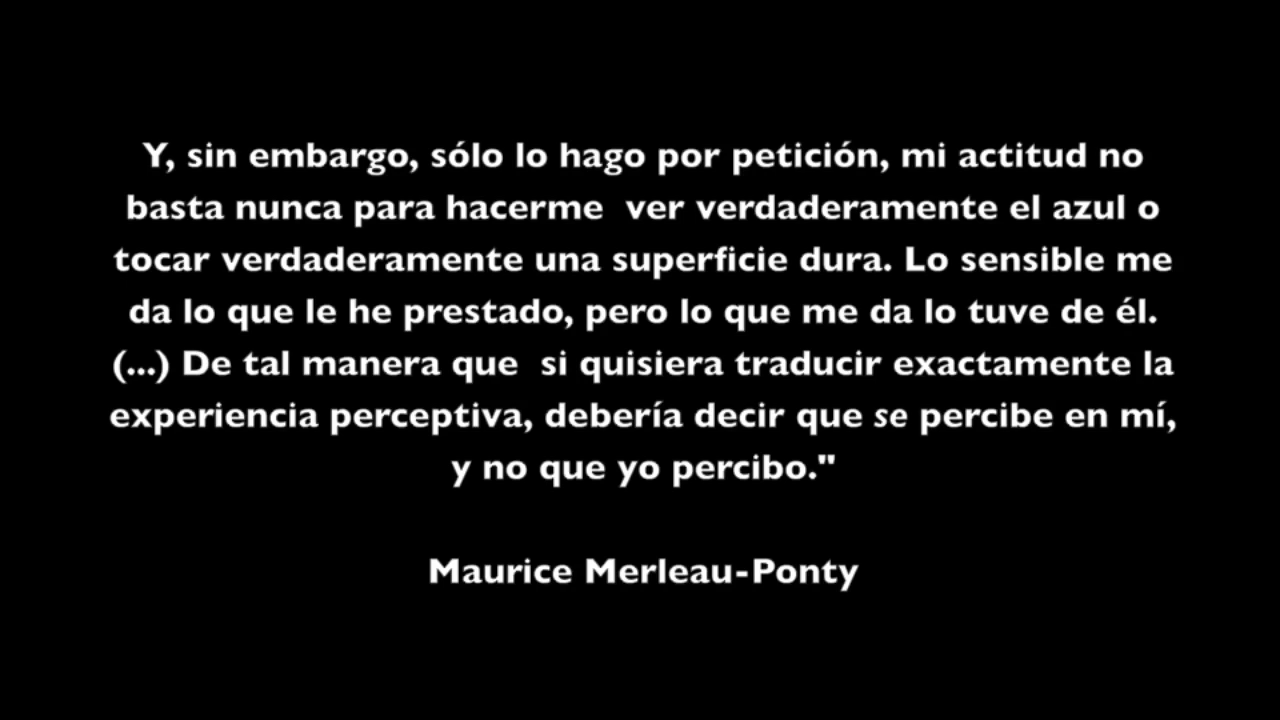 Y, sin embargo, sólo lo hago por petición, mi actitud no
basta nunca para hacerme  ver verdaderamente el azul o
tocar verdaderamente una superficie dura. Lo sensible me
da lo que le he prestado, pero lo que me da lo tuve de él.
(...) De tal manera que  si quisiera traducir exactamente la
experiencia perceptiva, debería decir que se percibe en mí,
y no que yo percibo."
Maurice Merleau-Ponty